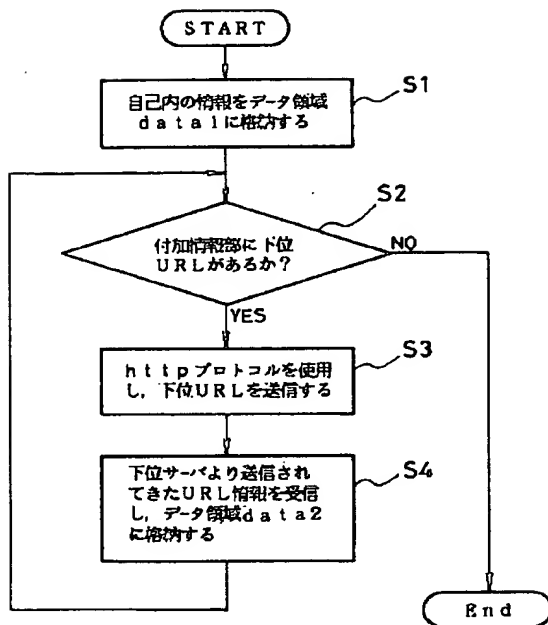 START
S1
自己内の情報をデータ領域
data1に格納する
S2
付加情報部に下位
URLがあるか？
NO
YES
S3
httpプロトコルを使用
し，下位URLを送信する
S4
下位サーバより送信され
てきたURL情報を受信
し，データ領域data2
に格納する
End